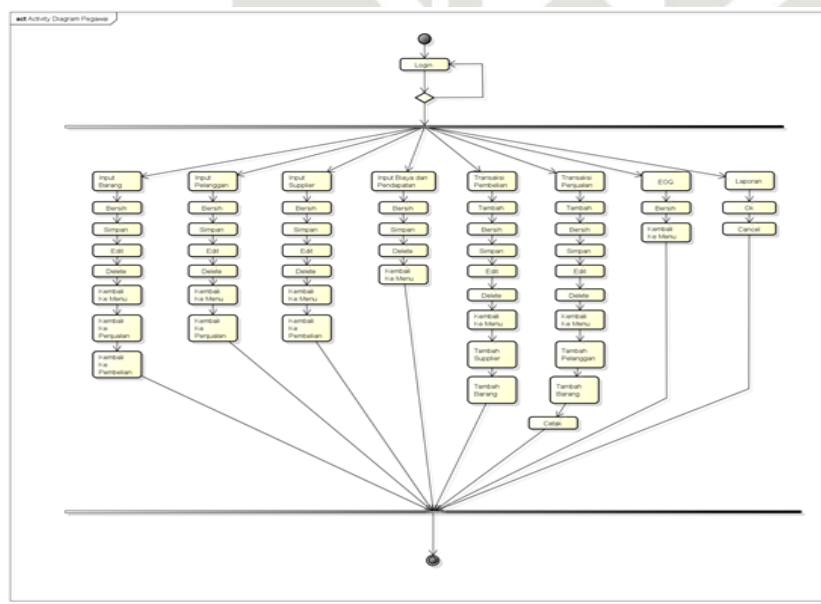 act Activity Diagram Pegawai
Login
Input
Barang
Bersih
Simpan
Edit
Delete
Kembali
Ke Menu
Kembali
Ke
Penjualan
Kembali
Ke
Pembelian
Input
Pelanggan
Bersih
Simpan
Edit
Delete
Kembali
Ke Menu
Kembali
Ke
Penjualan
Input
Supplier
Bersih
Simpan
Edit
Delete
Kembali
Ke Menu
Kembali
Ke
Pembelian
Input Biaya dan
Pendapatan
Bersih
Simpan
Delete
Kembali
Ke Menu
Transaksi
Pembelian
Tambah
Bersih
Simpan
Edit
Delete
Kembali
Ke Menu
Tambah
Supplier
Tambah
Barang
Transaksi
Penjualan
Tambah
Bersih
Simpan
Edit
Delete
Kembali
Ke Menu
Tambah
Pelanggan
Tambah
Barang
Cetak
EOQ
Bersih
Kembali
Ke Menu
Laporan
Ok
Cancel